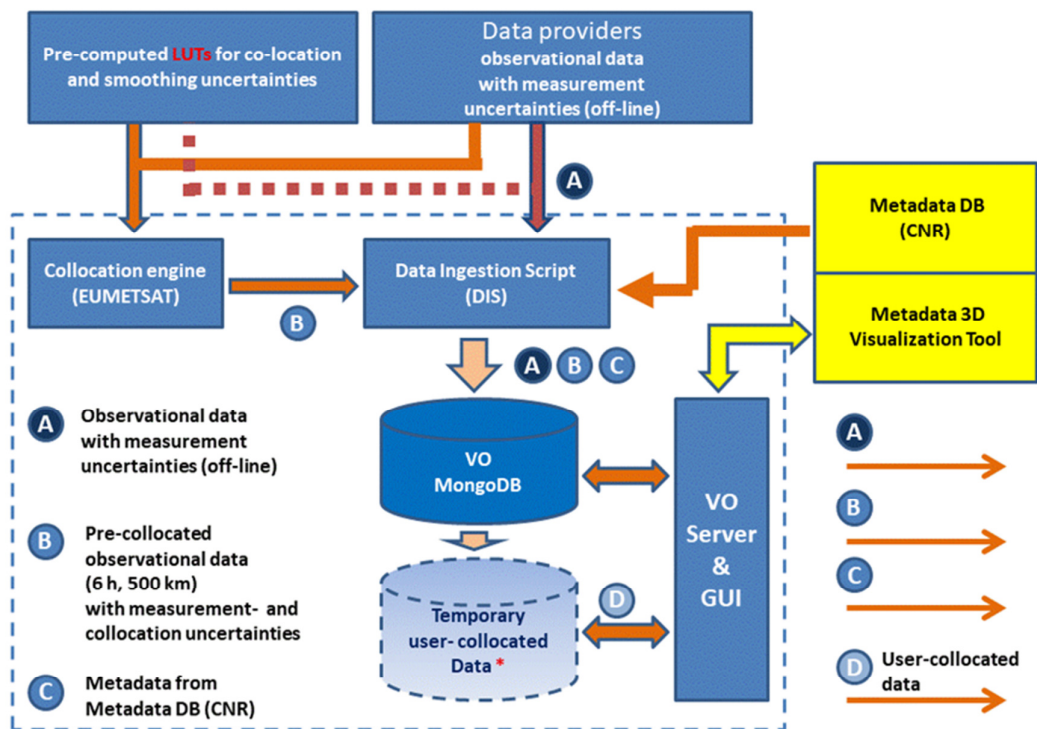 Pre-computed LUTs for co-location
and smoothing uncertainties
Data providers
observational data
with measurement
uncertainties (off-line)
A
Metadata DB
(CNR)
Metadata 3D
Visualization Tool
Collocation engine
(EUMETSAT)
B
Data Ingestion Script
(DIS)
A B C
VO
MongoDB
Temporary
user- collocated
Data *
D
VO
Server
&
GUI
A
Observational data
with measurement
uncertainties (off-line)
B
Pre-collocated
observational data
(6 h, 500 km)
with measurement- and
collocation uncertainties
C
Metadata from
Metadata DB (CNR)
A
B
C
D
User-collocated
data